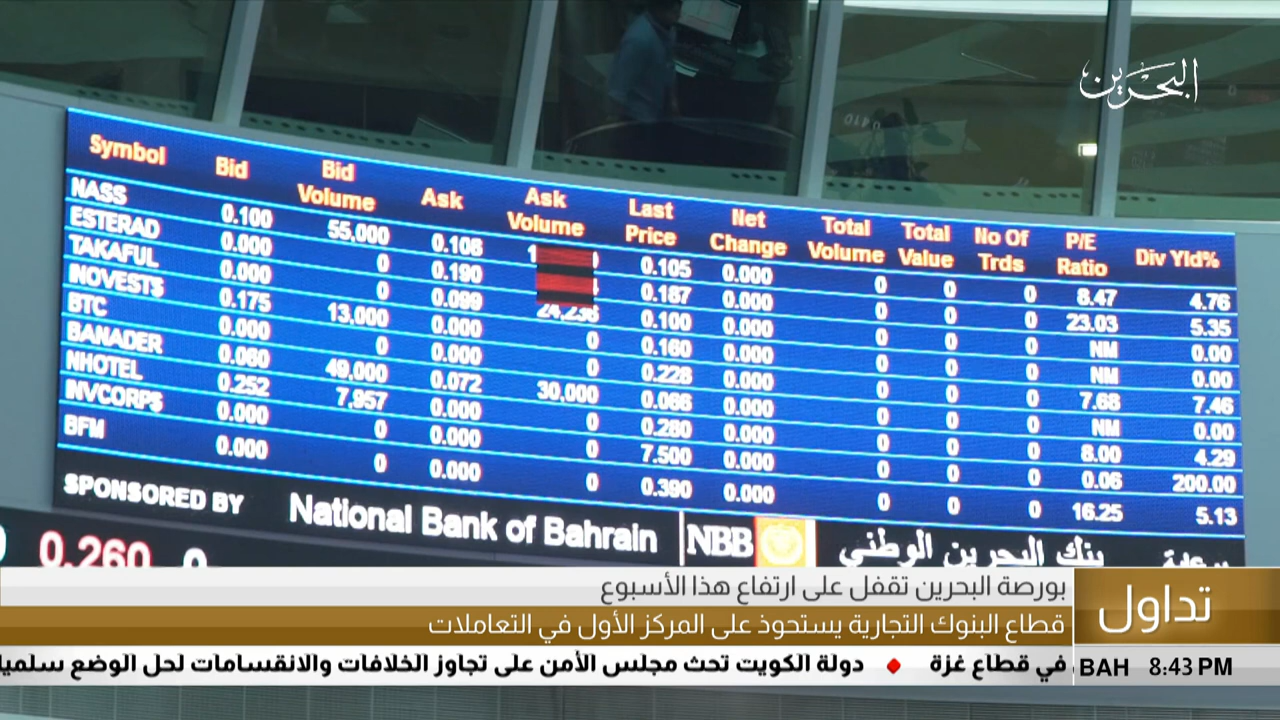 البحرين
Symbol Bid Bid Volume Ask Ask Volume Last Price Net Change Total Volume Total Value No Of Trds P/E Ratio Div Yld%
NASS 0.100 55,000 0.106 0.105 0.000 0 0 0 8.47 4.76
ESTERAD 0.000 0 0.190 0.187 0.000 0 0 0 23.03 5.35
TAKAFUL 0.000 0 0.099 0.100 0.000 0 0 0 NM 0.00
INOVEST$ 0.175 13,000 0.000 0 0.160 0.000 0 0 0 NM 0.00
BTC 0.000 0 0.000 0 0.228 0.000 0 0 0 7.68 7.46
BANADER 0.060 49,000 0.072 30,000 0.066 0.000 0 0 0 NM 0.00
NHOTEL 0.252 7,957 0.000 0 0.280 0.000 0 0 0 8.00 4.29
INVCORP$ 0.000 0 0.000 0 7.500 0.000 0 0 0 0.06 200.00
BFM 0.000 0 0.000 0 0.390 0.000 0 0 0 16.25 5.13
SPONSORED BY National Bank of Bahrain NBB بنك البحرين الوطني برعاية
0.260 0
تداول
بورصة البحرين تقفل على ارتفاع هذا الأسبوع
قطاع البنوك التجارية يستحوذ على المركز الأول في التعاملات
BAH 8:43 PM
في قطاع غزة ● دولة الكويت تحث مجلس الأمن على تجاوز الخلافات والانقسامات لحل الوضع سلميا